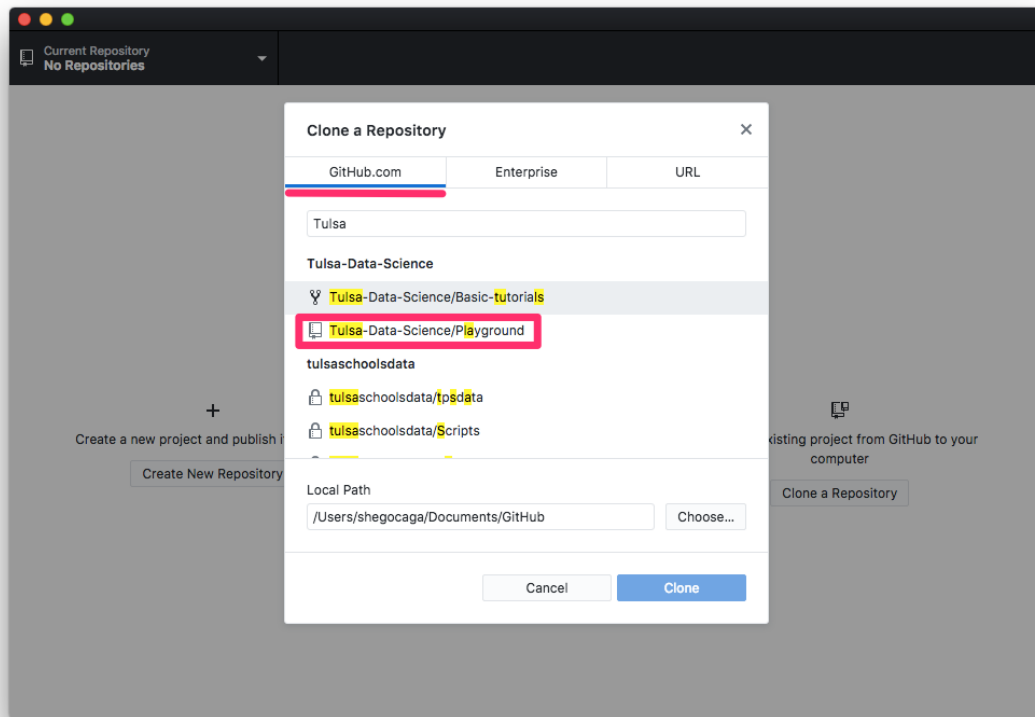 Current Repository
No Repositories
Clone a Repository
GitHub.com
Enterprise
URL
Tulsa
Tulsa-Data-Science
Tulsa-Data-Science/Basic-tutorials
Tulsa-Data-Science/Playground
tulsaschoolsdata
tulsaschoolsdata/tpsdata
tulsaschoolsdata/Scripts
Create a new project and publish
Create New Repository
xisting project from GitHub to your
computer
Clone a Repository
Local Path
/Users/shegocaga/Documents/GitHub
Choose...
Cancel
Clone